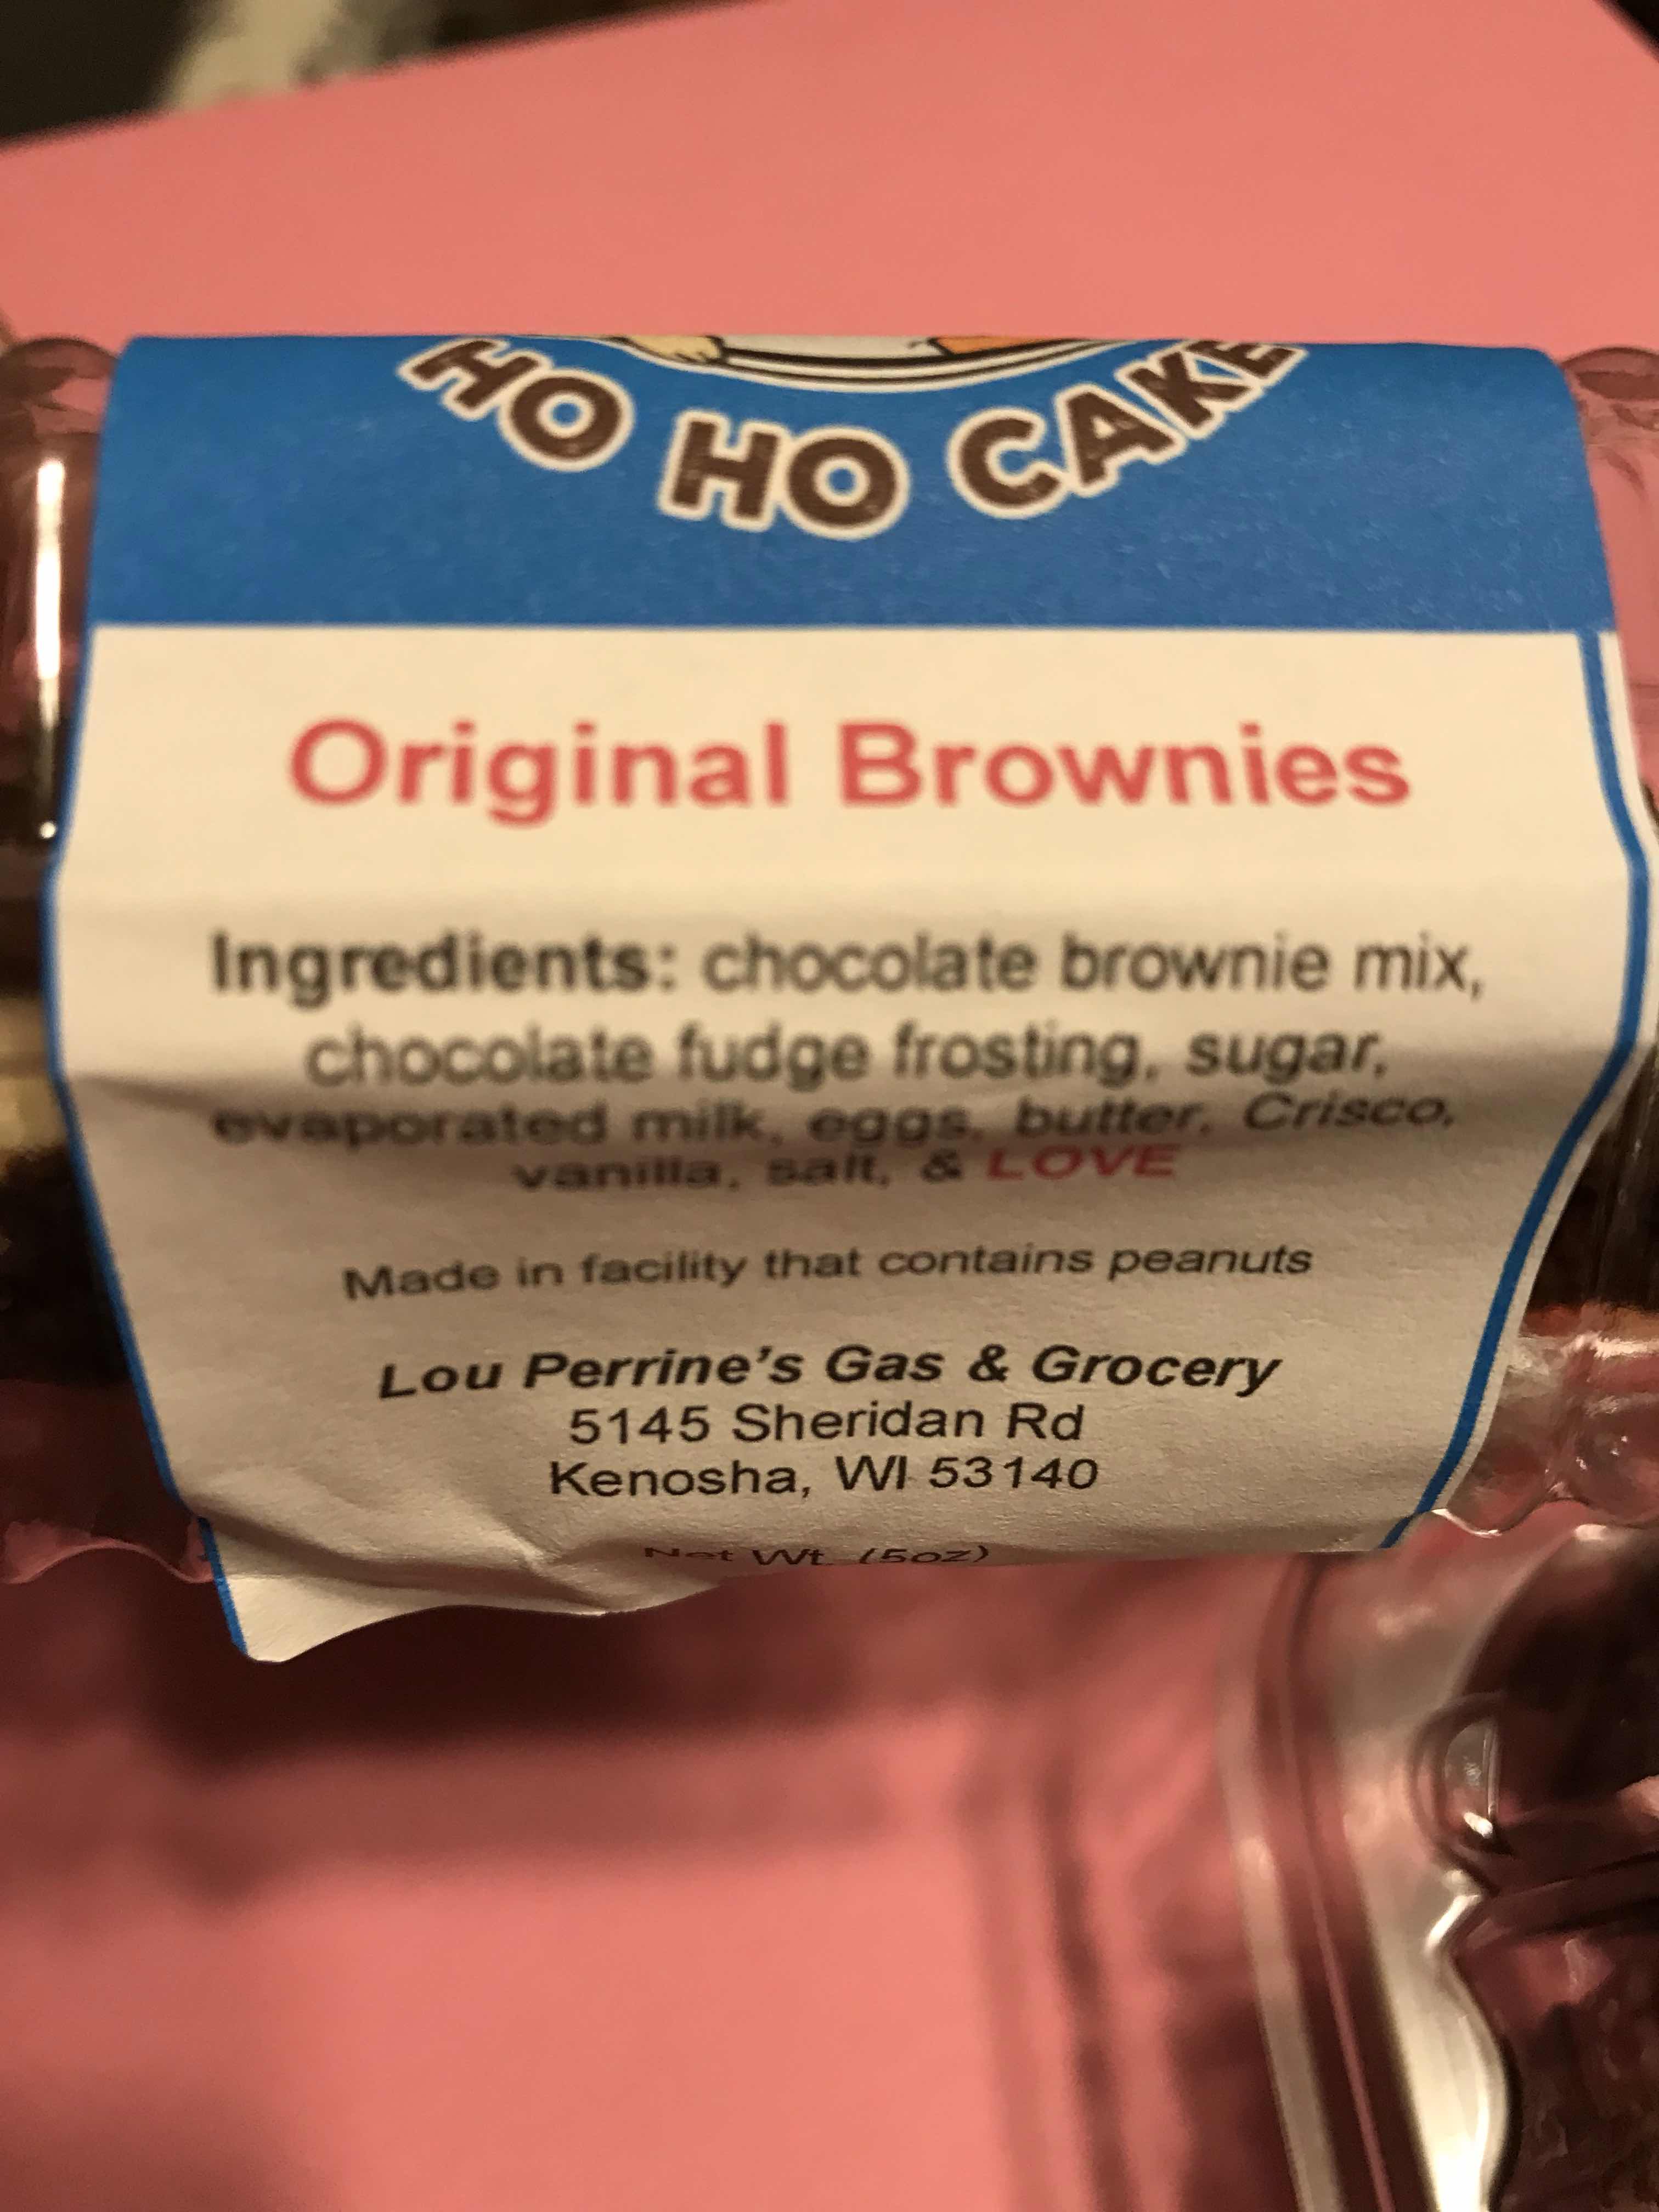 HO HO CAKE
Original Brownies
Ingredients: chocolate brownie mix,
chocolate fudge frosting, sugar,
evaporated milk, eggs, butter, Crisco,
vanilla, salt, & LOVE
Made in facility that contains peanuts
Lou Perrine's Gas & Grocery
5145 Sheridan Rd
Kenosha, WI 53140
Net Wt (5oz)